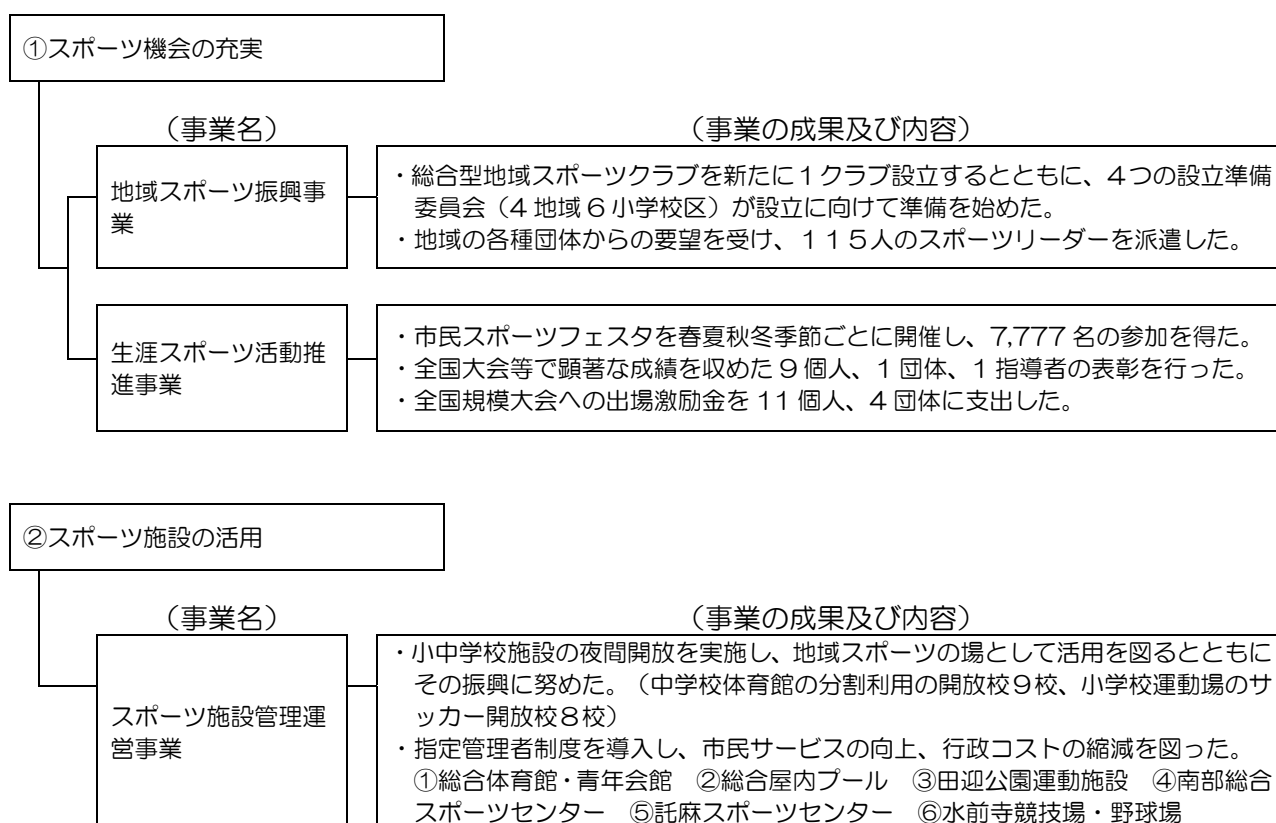 ①スポーツ機会の充実
（事業名）
（事業の成果及び内容）
地域スポーツ振興事
業
・総合型地域スポーツクラブを新たに１クラブ設立するとともに、４つの設立準備
委員会（4 地域 6 小学校区）が設立に向けて準備を始めた。
・地域の各種団体からの要望を受け、１１５人のスポーツリーダーを派遣した。
生涯スポーツ活動推
進事業
・市民スポーツフェスタを春夏秋冬季節ごとに開催し、7,777 名の参加を得た。
・全国大会等で顕著な成績を収めた 9 個人、1 団体、1 指導者の表彰を行った。
・全国規模大会への出場激励金を 11 個人、4 団体に支出した。
②スポーツ施設の活用
（事業名）
（事業の成果及び内容）
スポーツ施設管理運
営事業
・小中学校施設の夜間開放を実施し、地域スポーツの場として活用を図るとともに
その振興に努めた。（中学校体育館の分割利用の開放校９校、小学校運動場のサ
ッカー開放校８校）
・指定管理者制度を導入し、市民サービスの向上、行政コストの縮減を図った。
①総合体育館・青年会館　②総合屋内プール　③田迎公園運動施設　④南部総合
スポーツセンター　⑤託麻スポーツセンター　⑥水前寺競技場・野球場